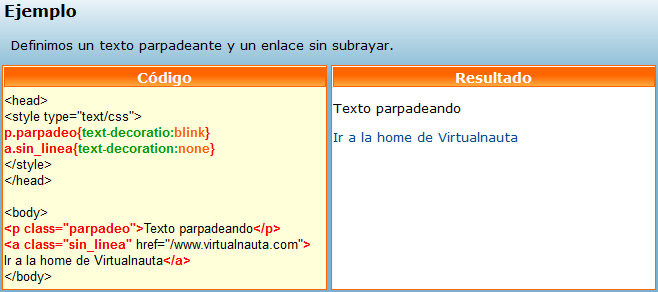 Ejemplo
Definimos un texto parpadeante y un enlace sin subrayar.
Código
<head>
<style type="text/css">
p.parpadeo{text-decoratio:blink}
a.sin_linea{text-decoration:none}
</style>
</head>
<body>
<p class="parpadeo">Texto parpadeando</p>
<a class="sin_linea" href="/www.virtualnauta.com">
Ir a la home de Virtualnauta</a>
</body>
Resultado
Texto parpadeando
Ir a la home de Virtualnauta